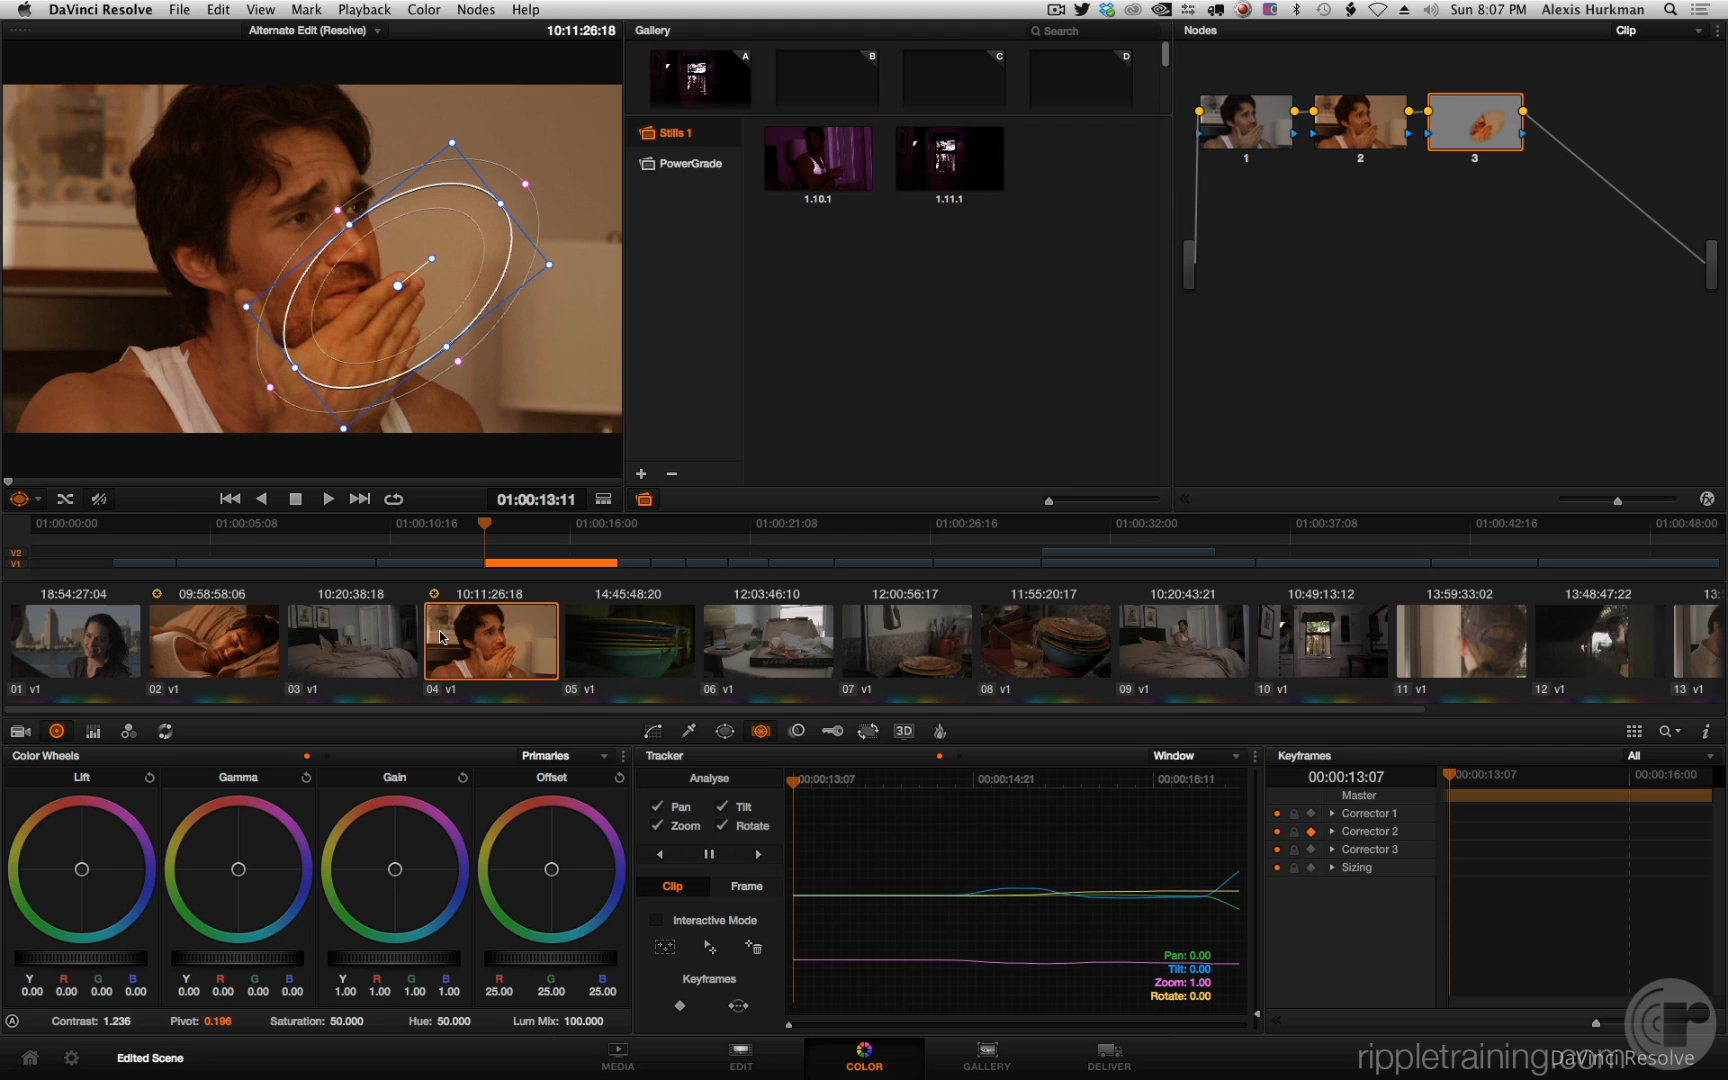 DaVinci Resolve File Edit View Mark Playback Color Nodes Help Sun 8:07 PM Alexis Hurkman
Alternate Edit (Resolve) 10:11:26:18 Gallery Search Nodes Clip
A B C D
Stills 1
PowerGrade
1.10.1 1.11.1
1 2 3
01:00:13:11
01:00:00:00 01:00:05:08 01:00:10:16 01:00:16:00 01:00:21:08 01:00:26:16 01:00:32:00 01:00:37:08 01:00:42:16 01:00:48:00
V2
V1
18:54:27:04 09:58:58:06 10:20:38:18 10:11:26:18 14:45:48:20 12:03:46:10 12:00:56:17 11:55:20:17 10:20:43:21 10:49:13:12 13:59:33:02 13:48:47:22 13:
01 v1 02 v1 03 v1 04 v1 05 v1 06 v1 07 v1 08 v1 09 v1 10 v1 11 v1 12 v1 13 v1
3D
Color Wheels Primaries Tracker Window Keyframes All
Lift Gamma Gain Offset
Analyse
Pan Tilt
Zoom Rotate
Clip Frame
Interactive Mode
Keyframes
00:00:13:07 00:00:14:21 00:00:16:11
Pan: 0.00
Tilt: 0.00
Zoom: 1.00
Rotate: 0.00
00:00:13:07 00:00:13:07 00:00:16:00
Master
Corrector 1
Corrector 2
Corrector 3
Sizing
Y R G B Y R G B Y R G B R G B
0.00 0.00 0.00 0.00 0.00 0.00 0.00 0.00 1.00 1.00 1.00 1.00 25.00 25.00 25.00
A Contrast: 1.236 Pivot: 0.196 Saturation: 50.000 Hue: 50.000 Lum Mix: 100.000
Edited Scene MEDIA EDIT COLOR GALLERY DELIVER
rippletraining.com
DaVinci Resolve